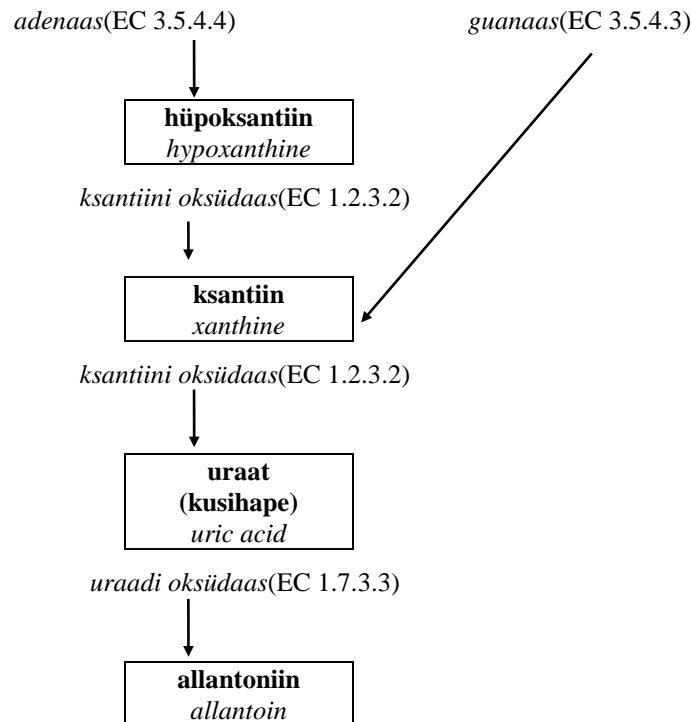 adenaas(EC 3.5.4.4) guanaas(EC 3.5.4.3)
hüpoksantiin
hypoxanthine
ksantiini oksüdaas(EC 1.2.3.2)
ksantiin
xanthine
ksantiini oksüdaas(EC 1.2.3.2)
uraat
(kusihape)
uric acid
uraadi oksüdaas(EC 1.7.3.3)
allantoniin
allantoin